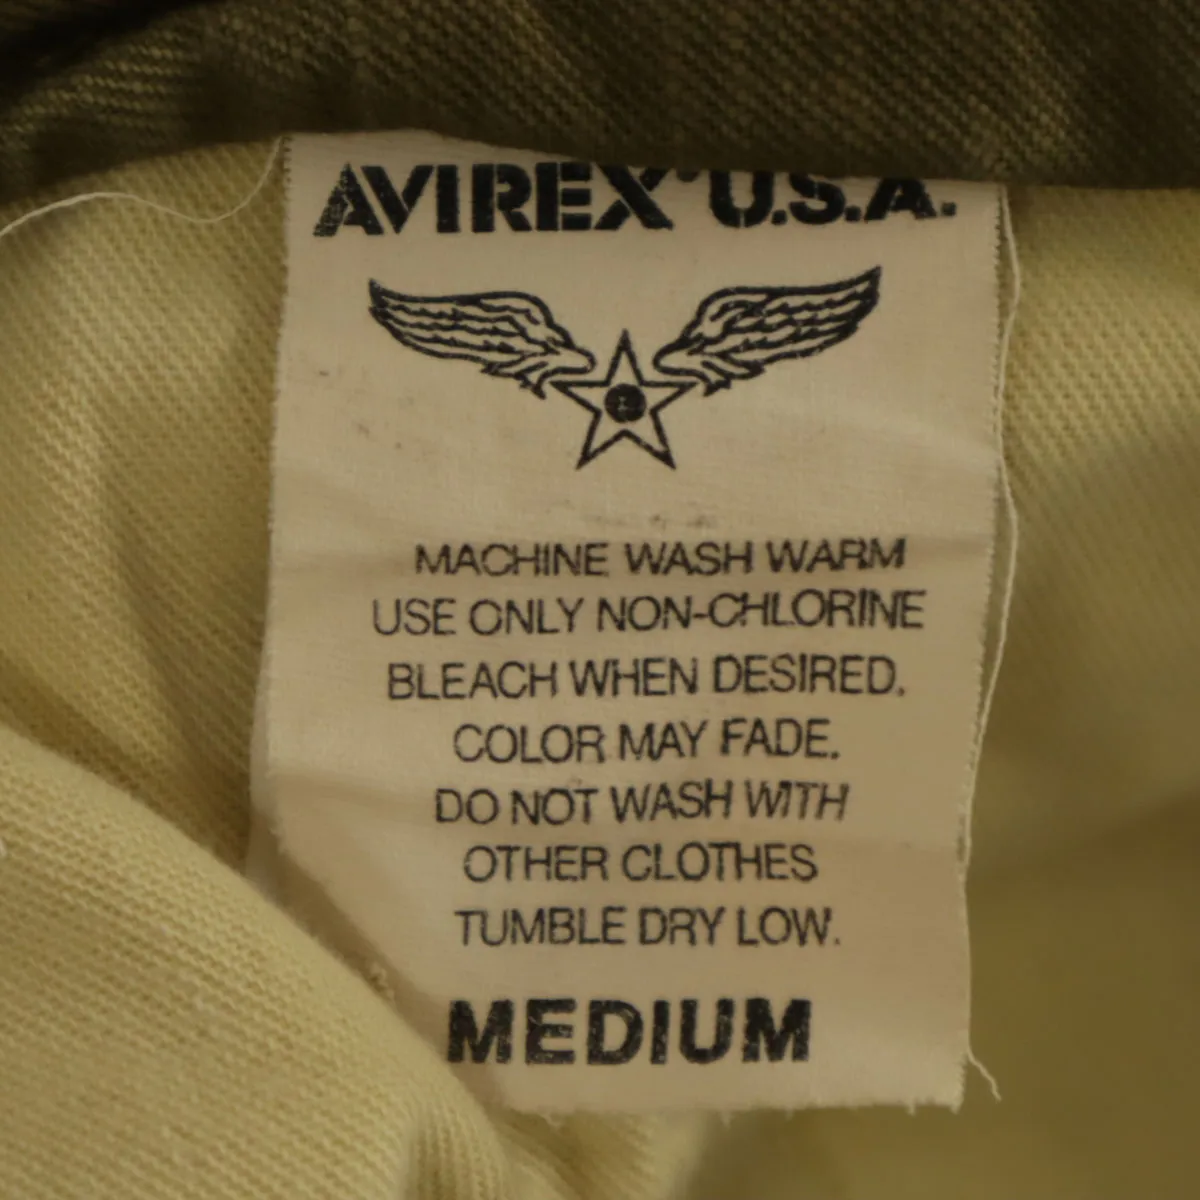 AVIREX® U.S.A.
MACHINE WASH WARM
USE ONLY NON-CHLORINE
BLEACH WHEN DESIRED.
COLOR MAY FADE.
DO NOT WASH WITH
OTHER CLOTHES
TUMBLE DRY LOW.
MEDIUM